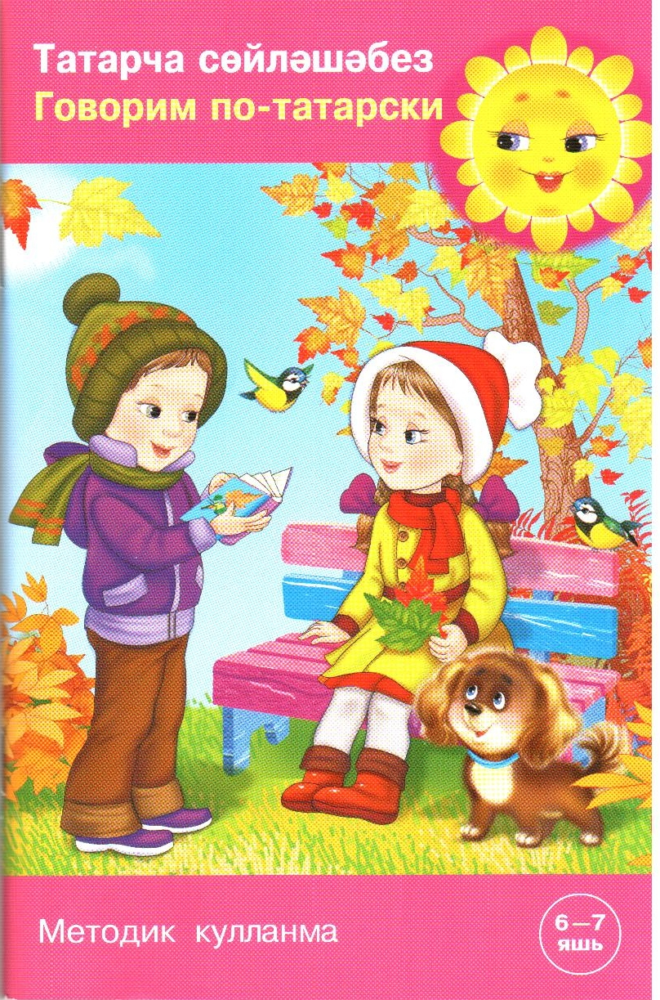 Татарча сөйләшәбез
Говорим по-татарски
Методик кулланма
6–7
яшь